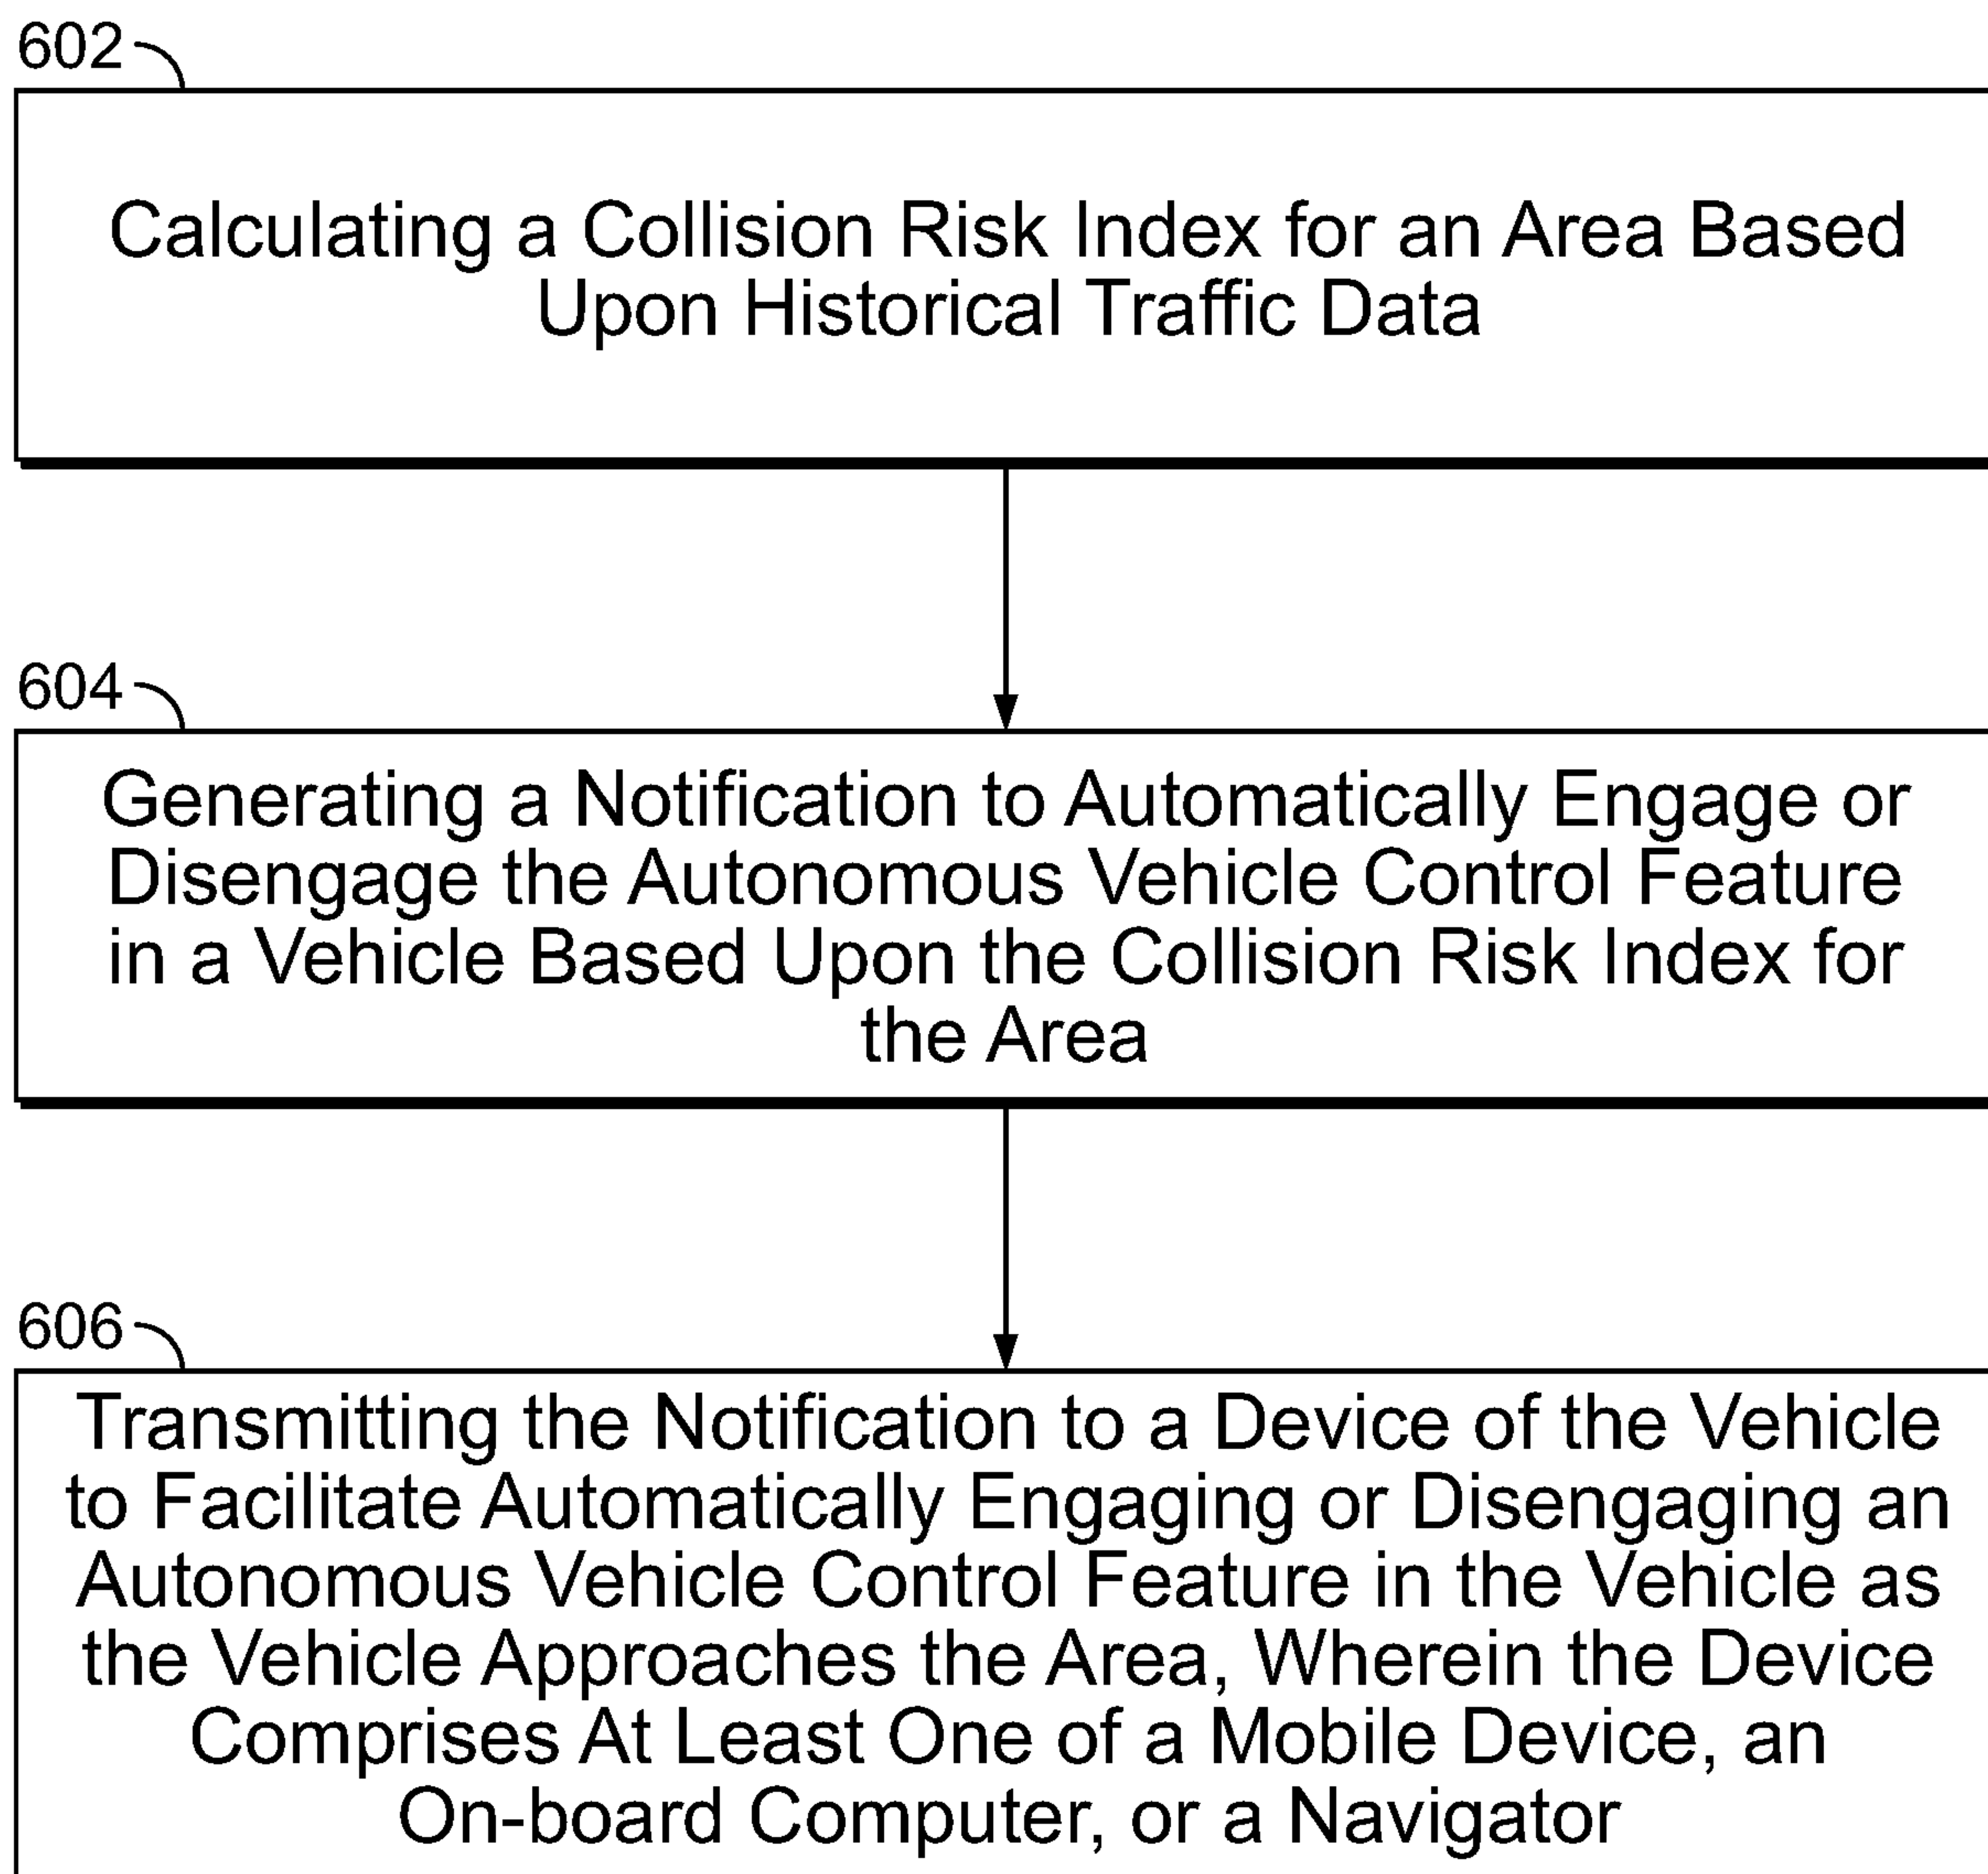 602
Calculating a Collision Risk Index for an Area Based
Upon Historical Traffic Data
604
Generating a Notification to Automatically Engage or
Disengage the Autonomous Vehicle Control Feature
in a Vehicle Based Upon the Collision Risk Index for
the Area
606
Transmitting the Notification to a Device of the Vehicle
to Facilitate Automatically Engaging or Disengaging an
Autonomous Vehicle Control Feature in the Vehicle as
the Vehicle Approaches the Area, Wherein the Device
Comprises At Least One of a Mobile Device, an
On-board Computer, or a Navigator